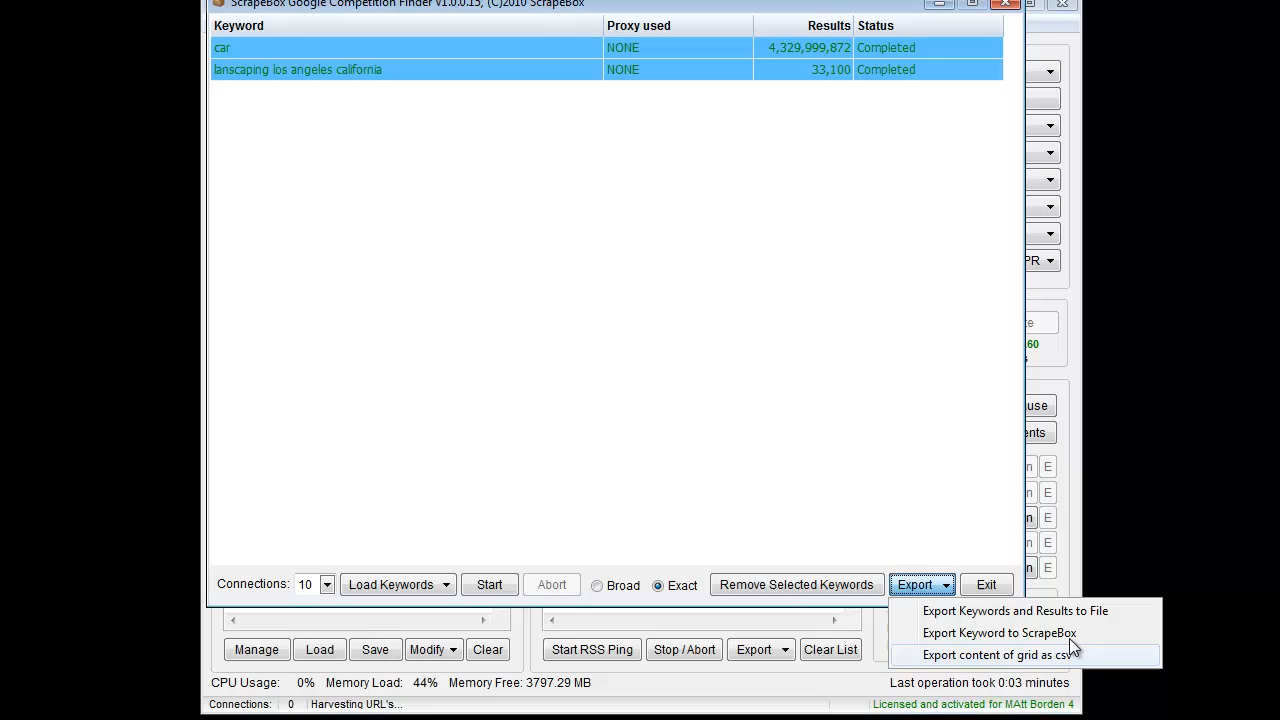 ScrapeBox Google Competition Finder V1.0.0.15, (C)2010 ScrapeBox
Keyword Proxy used Results Status
car NONE 4,329,999,872 Completed
lanscaping los angeles california NONE 33,100 Completed
PR
60
Connections: 10 Load Keywords Start Abort Broad Exact Remove Selected Keywords Export Exit
E
E
E
E
E
Export Keywords and Results to File
Export Keyword to ScrapeBox
Export content of grid as csv
Manage Load Save Modify Clear Start RSS Ping Stop / Abort Export Clear List
CPU Usage: 0% Memory Load: 44% Memory Free: 3797.29 MB Last operation took 0:03 minutes
Connections: 0 Harvesting URL's... Licensed and activated for MAtt Borden 4